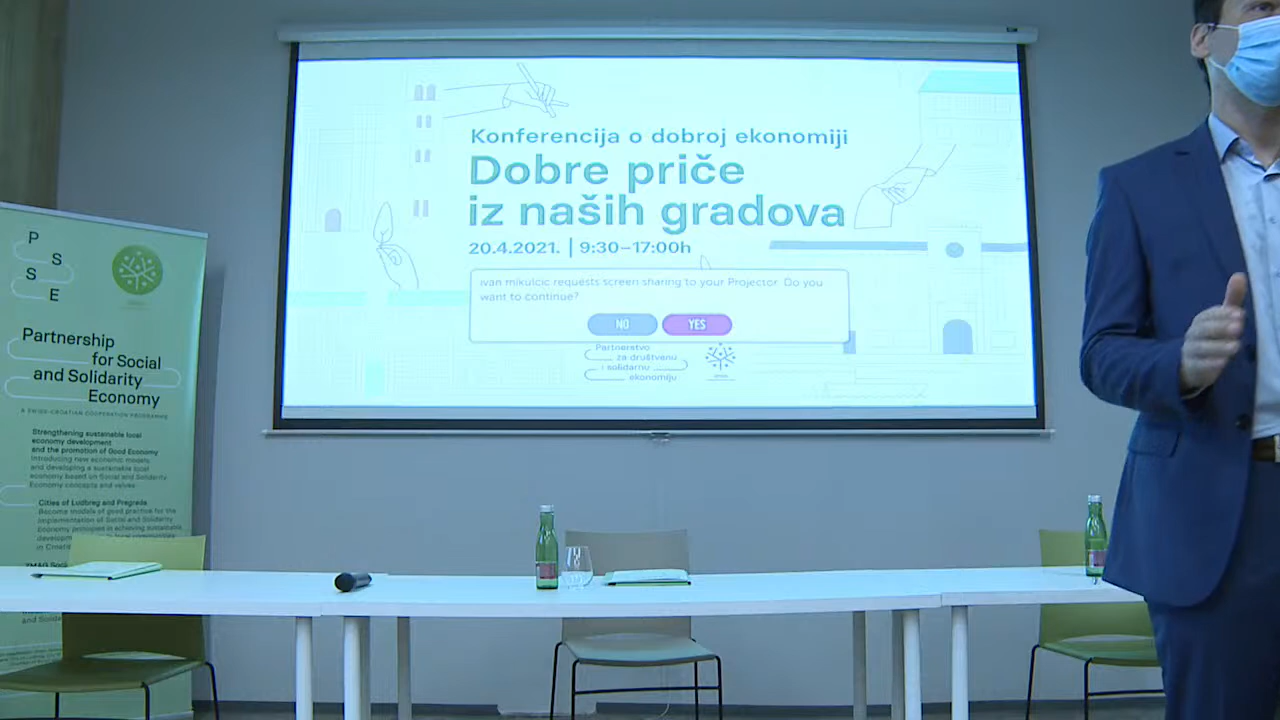 Konferencija o dobroj ekonomiji
Dobre priče
iz naših gradova
20.4.2021. | 9:30–17:00h
ivan mikulcic requests screen sharing to your Projector. Do you
want to continue?
NO
YES
Partnerstvo
za društvenu
i solidarnu
ekonomiju
P
S
S
E
Partnership
for Social
and Solidarity
Economy
A SWISS-CROATIAN COOPERATION PROGRAMME
Strengthening sustainable local
economy development
and the promotion of Good Economy
Introducing new economic models
and developing a sustainable local
economy based on Social and Solidarity
Economy concepts and values
Cities of Ludbreg and Pregrada
Become models of good practice for the
implementation of Social and Solidarity
Economy principles in achieving sustainable